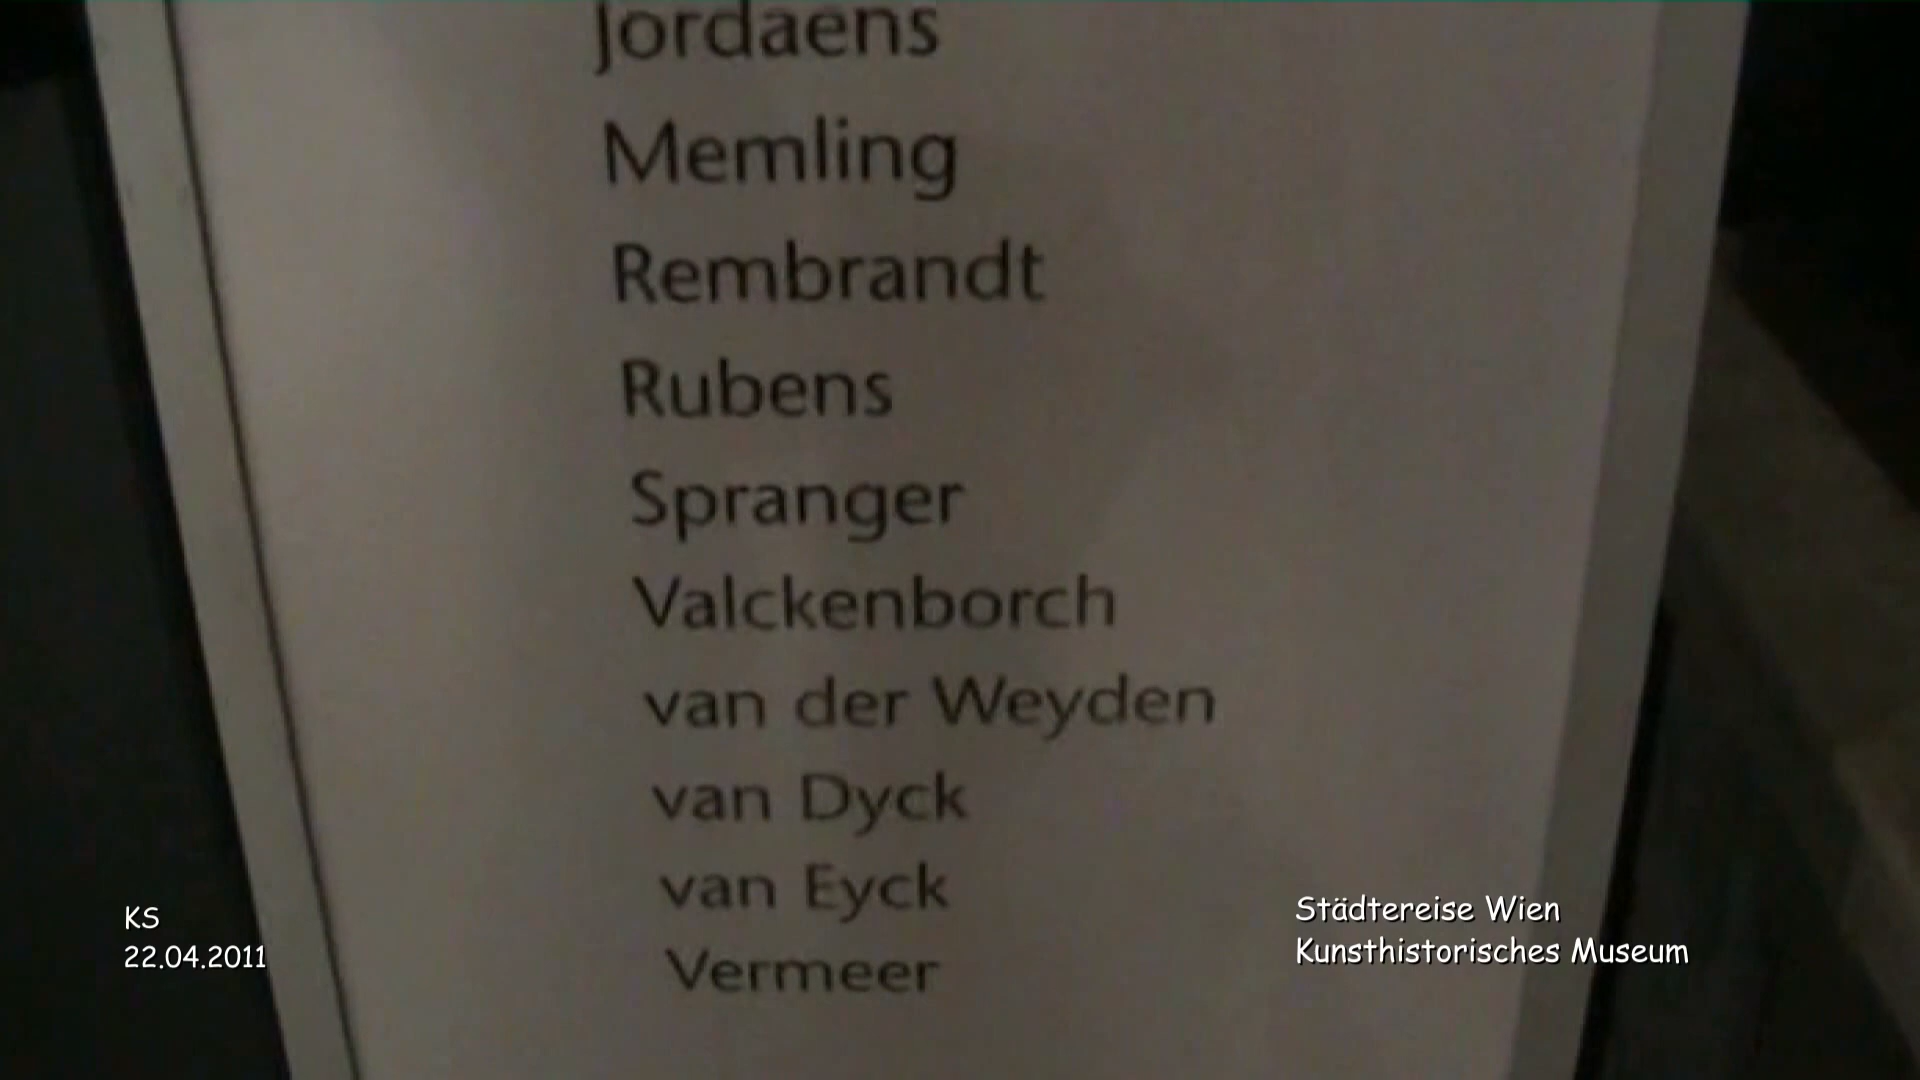 Jordaens
Memling
Rembrandt
Rubens
Spranger
Valckenborch
van der Weyden
van Dyck
van Eyck
Vermeer
KS
22.04.2011
Städtereise Wien
Kunsthistorisches Museum